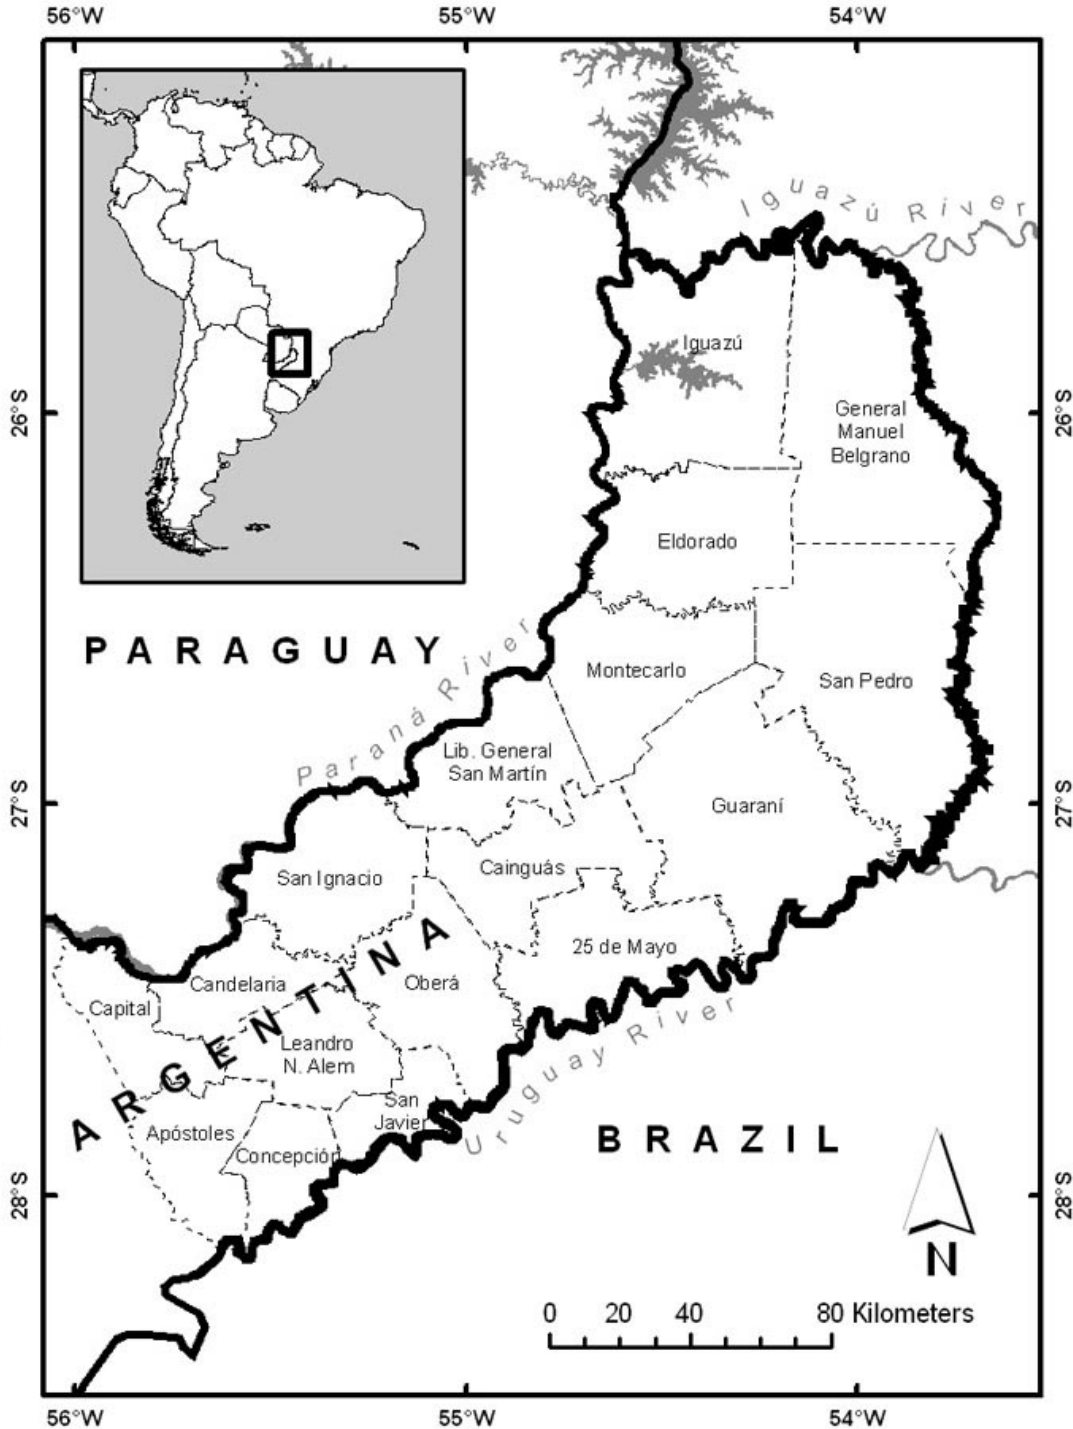 56°W 55°W 54°W
Iguazú River
Iguazú
26°S
26°S
General
Manuel
Belgrano
Eldorado
PARAGUAY
Paraná River
Montecarlo
San Pedro
Lib. General
San Martín
27°S
27°S
Guaraní
Cainguás
San Ignacio
25 de Mayo
Candelaria
Oberá
Capital
ARGENTINA
Leandro
N. Alem
Uruguay River
San
Javier
Apóstoles
Concepción
BRAZIL
28°S
28°S
N
0 20 40 80 Kilometers
56°W 55°W 54°W